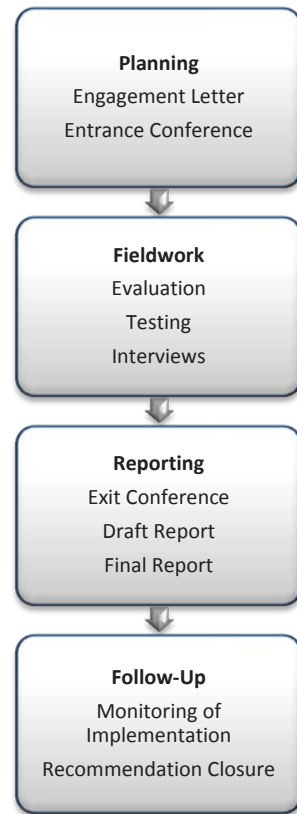 Planning
Engagement Letter
Entrance Conference
Fieldwork
Evaluation
Testing
Interviews
Reporting
Exit Conference
Draft Report
Final Report
Follow-Up
Monitoring of
Implementation
Recommendation Closure